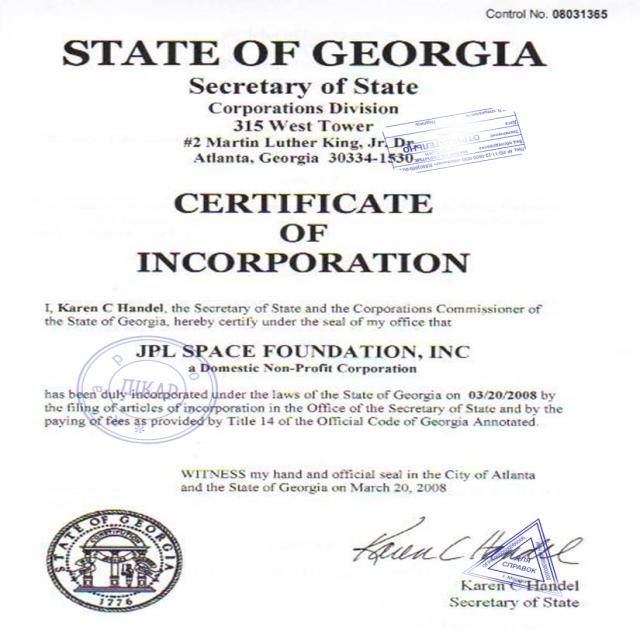 Control No. 08031365
STATE OF GEORGIA
Secretary of State
Corporations Division
315 West Tower
#2 Martin Luther King, Jr. Dr.
Atlanta, Georgia 30334-1530
ОТРИЦАТЕЛЬНО
CERTIFICATE
OF
INCORPORATION
I, Karen C Handel, the Secretary of State and the Corporations Commissioner of
the State of Georgia, hereby certify under the seal of my office that
JPL SPACE FOUNDATION, INC
a Domestic Non-Profit Corporation
has been duly incorporated under the laws of the State of Georgia on 03/20/2008 by
the filing of articles of incorporation in the Office of the Secretary of State and by the
paying of fees as provided by Title 14 of the Official Code of Georgia Annotated.
ЛІКАР
WITNESS my hand and official seal in the City of Atlanta
and the State of Georgia on March 20, 2008
STATE OF GEORGIA
CONSTITUTION
1776
Karen C Handel
ДЛЯ
СПРАВОК
Karen C Handel
Secretary of State